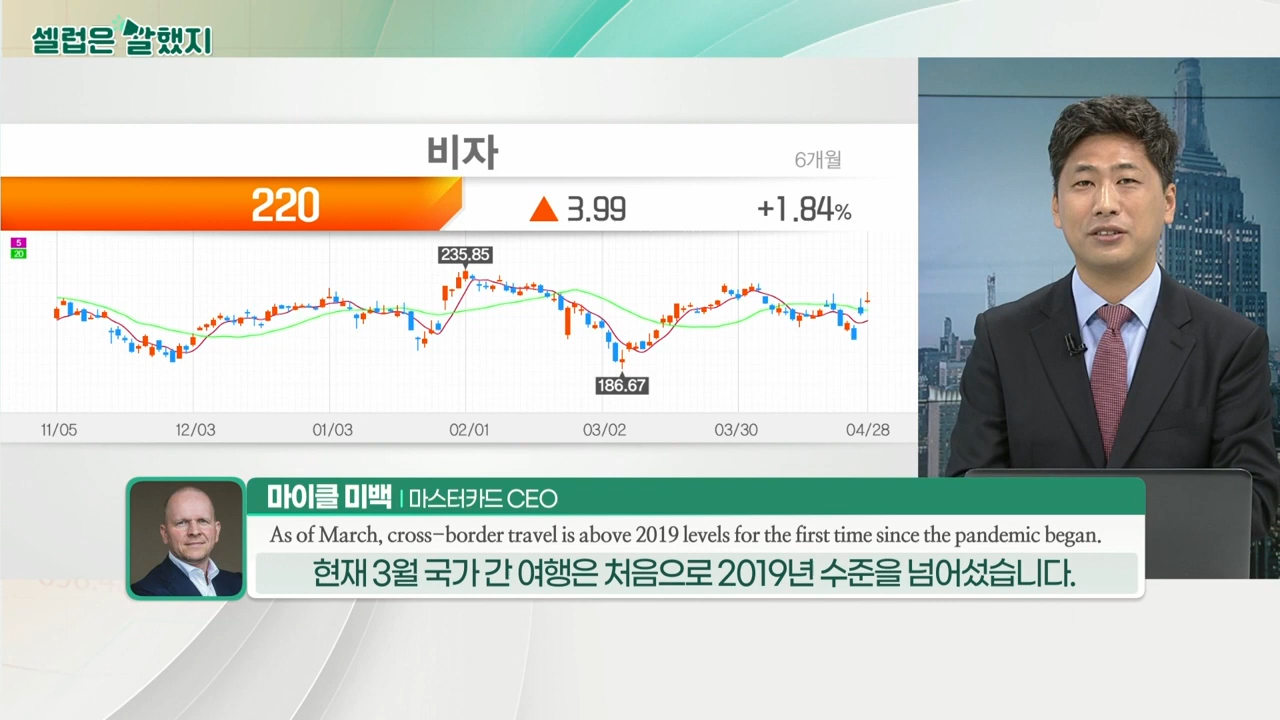 셀럽은 말했지
비자
6개월
220
▲ 3.99
+1.84%
5
20
235.85
186.67
11/05
12/03
01/03
02/01
03/02
03/30
04/28
마이클 미백 | 마스터카드 CEO
As of March, cross-border travel is above 2019 levels for the first time since the pandemic began.
현재 3월 국가 간 여행은 처음으로 2019년 수준을 넘어섰습니다.